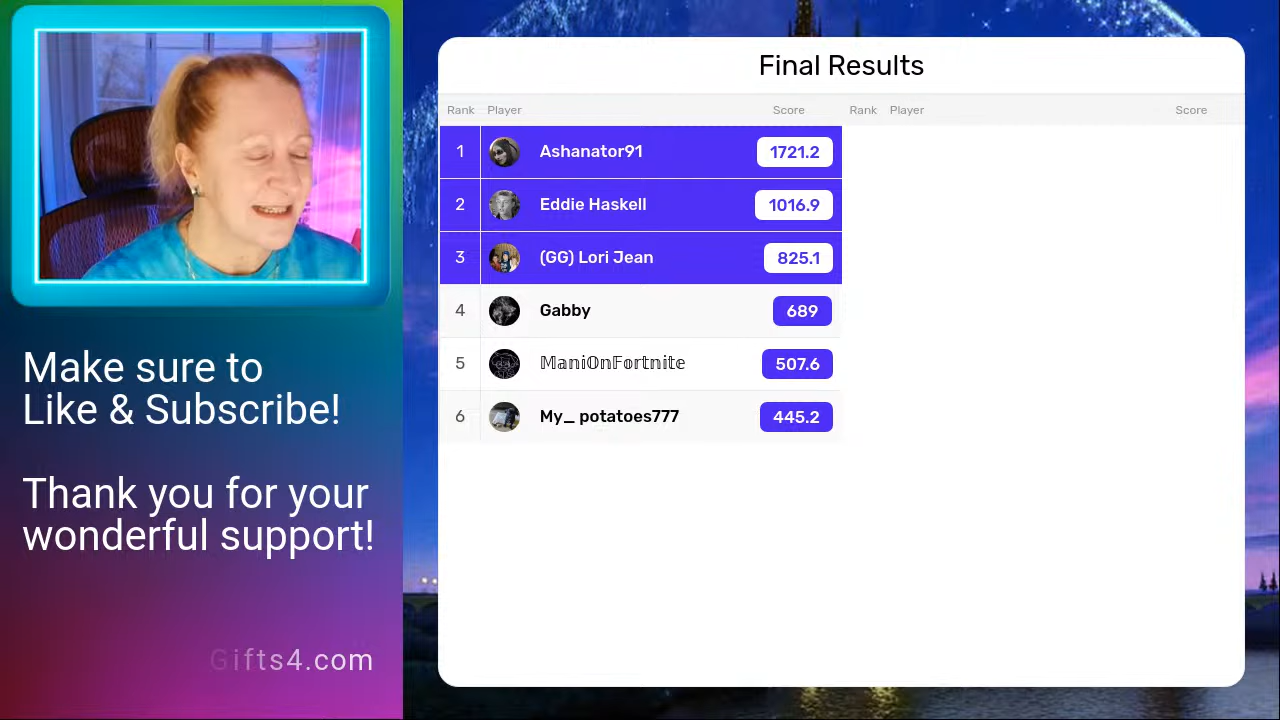 Make sure to
Like & Subscribe!
Thank you for your
wonderful support!
Gifts4.com
Final Results
Rank Player Score Rank Player Score
1 Ashanator91 1721.2
2 Eddie Haskell 1016.9
3 (GG) Lori Jean 825.1
4 Gabby 689
5 𝕄𝕒𝕟𝕚𝕆𝕟𝔽𝕠𝕣𝕥𝕟𝕚𝕥𝕖 507.6
6 My_ potatoes777 445.2